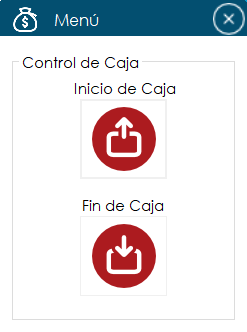 Menú
Control de Caja
Inicio de Caja
Fin de Caja